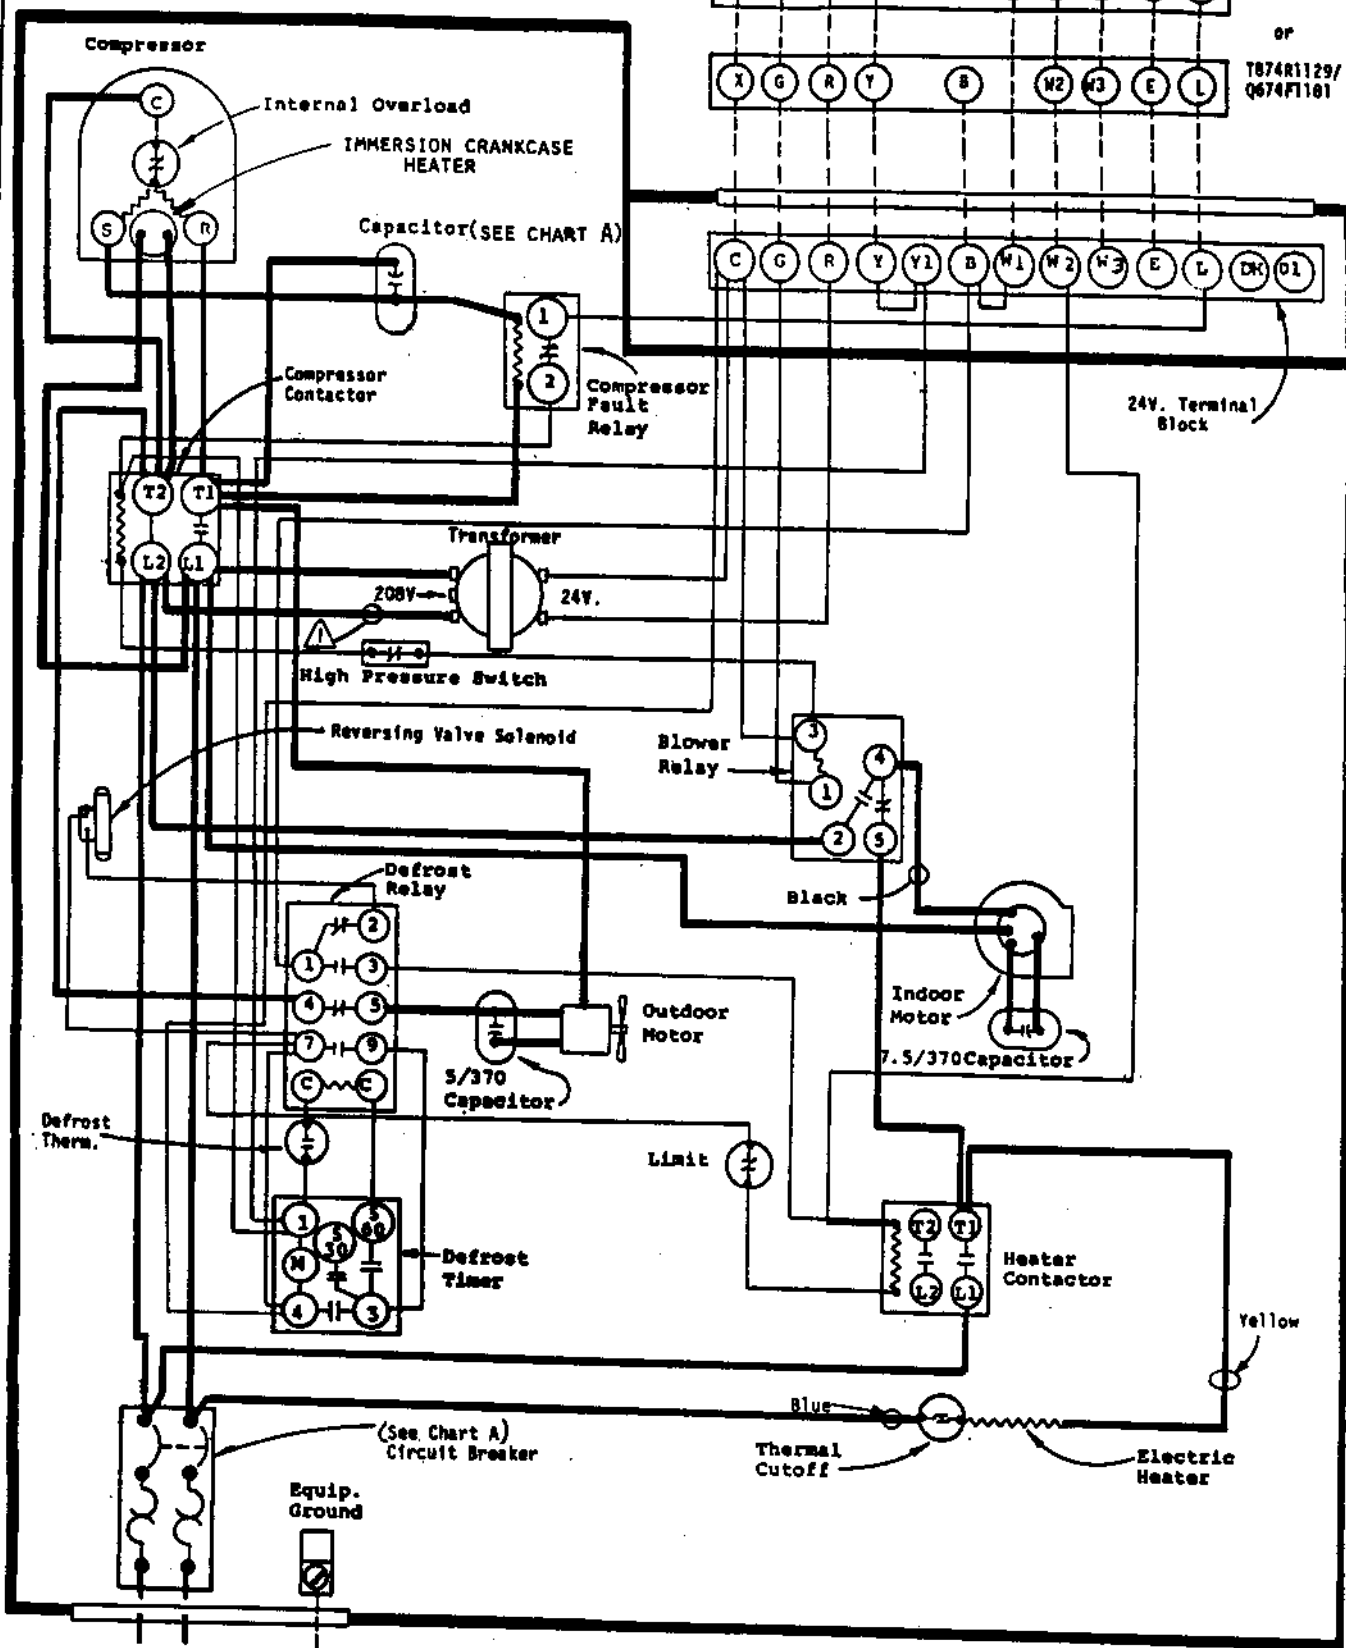 or
X G R Y B W2 W3 E L
T874R1129/
Q674F1181
Compressor
C
Internal Overload
IMMERSION CRANKCASE
HEATER
S R
Capacitor(SEE CHART A)
C G R Y Y1 B W1 W2 W3 E L DH O1
1
2
Compressor
Fault
Relay
24V. Terminal
Block
Compressor
Contactor
T2 T1
L2 L1
Transformer
208V
24V.
High Pressure Switch
Reversing Valve Solenoid
Blower
Relay
3
4
1
2 5
Black
Defrost
Relay
2
1 3
4 5
7 9
C C
Outdoor
Motor
5/370
Capacitor
Indoor
Motor
7.5/370 Capacitor
Defrost
Therm.
Limit
1
S
30
S
60
M
4 3
Defrost
Timer
T2 T1
L2 L1
Heater
Contactor
Yellow
Blue
Thermal
Cutoff
Electric
Heater
(See Chart A)
Circuit Breaker
Equip.
Ground